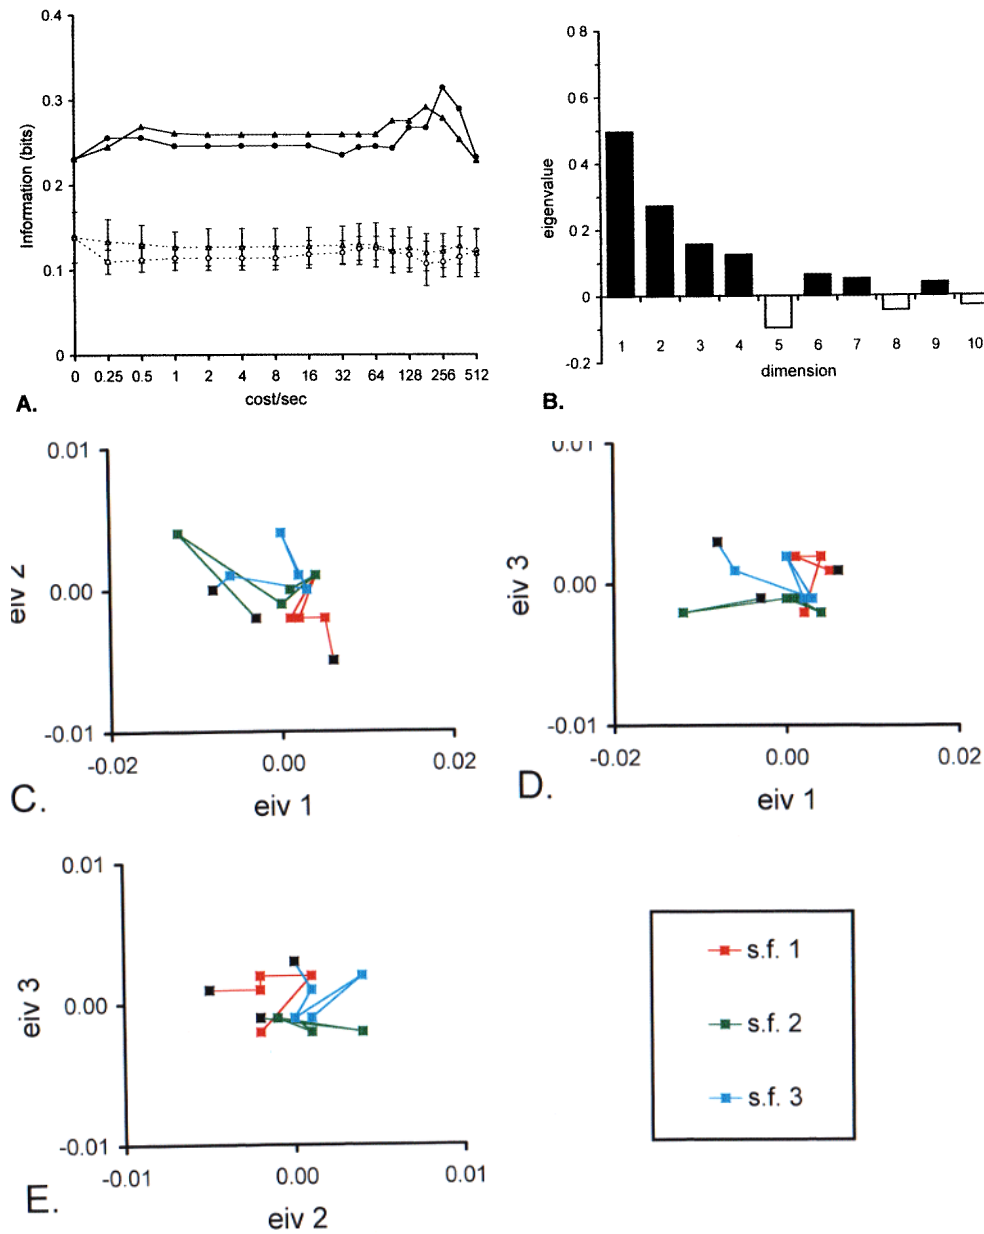 0.4
0.3
0 2
0.1
0
Information (bits)
0 0.25 0.5 1 2 4 8 16 32 64 128 256 512
cost/sec
A.
0 8
0 6
0 4
0.2
0
-0.2
eigenvalue
1 2 3 4 5 6 7 8 9 10
dimension
B.
0.01
0.00
-0.01
eiv 2
-0.02 0.00 0.02
eiv 1
C.
0.01
0.00
-0.01
eiv 3
-0.02 0.00 0.02
eiv 1
D.
0.01
0.00
-0.01
eiv 3
-0.01 0.00 0.01
eiv 2
E.
s.f. 1
s.f. 2
s.f. 3